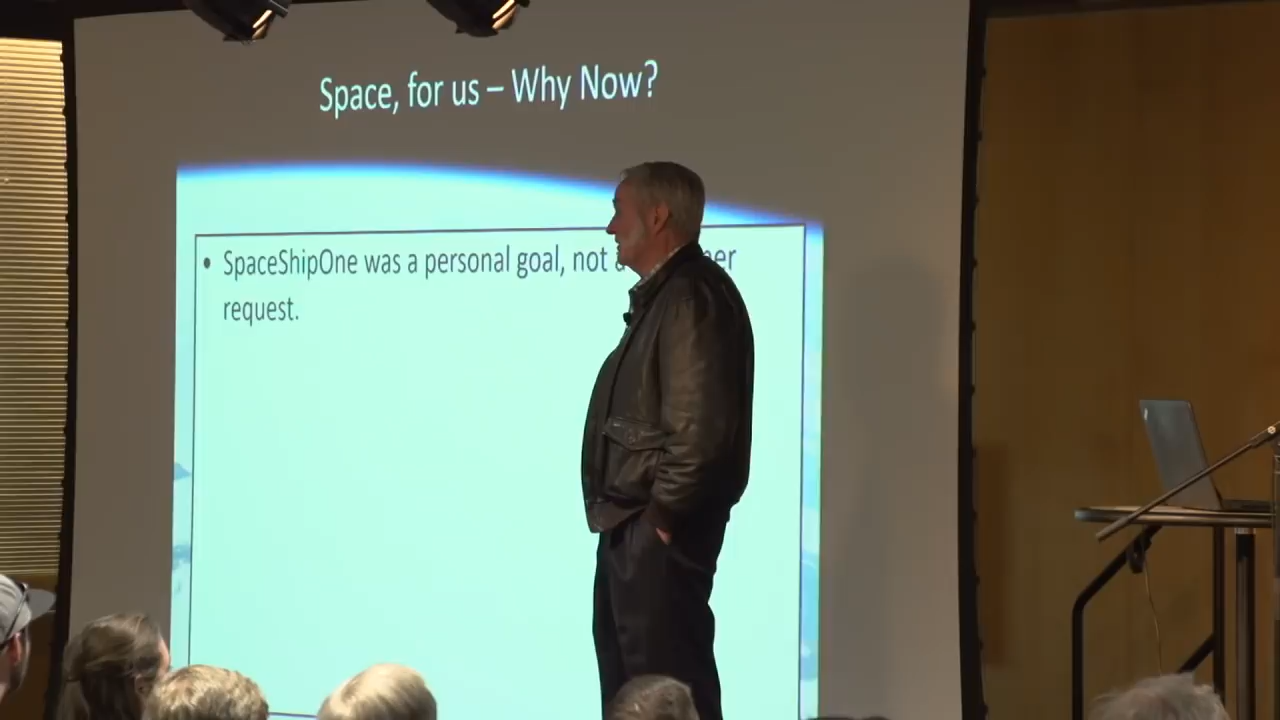 Space, for us – Why Now?
• SpaceShipOne was a personal goal, not a
request.